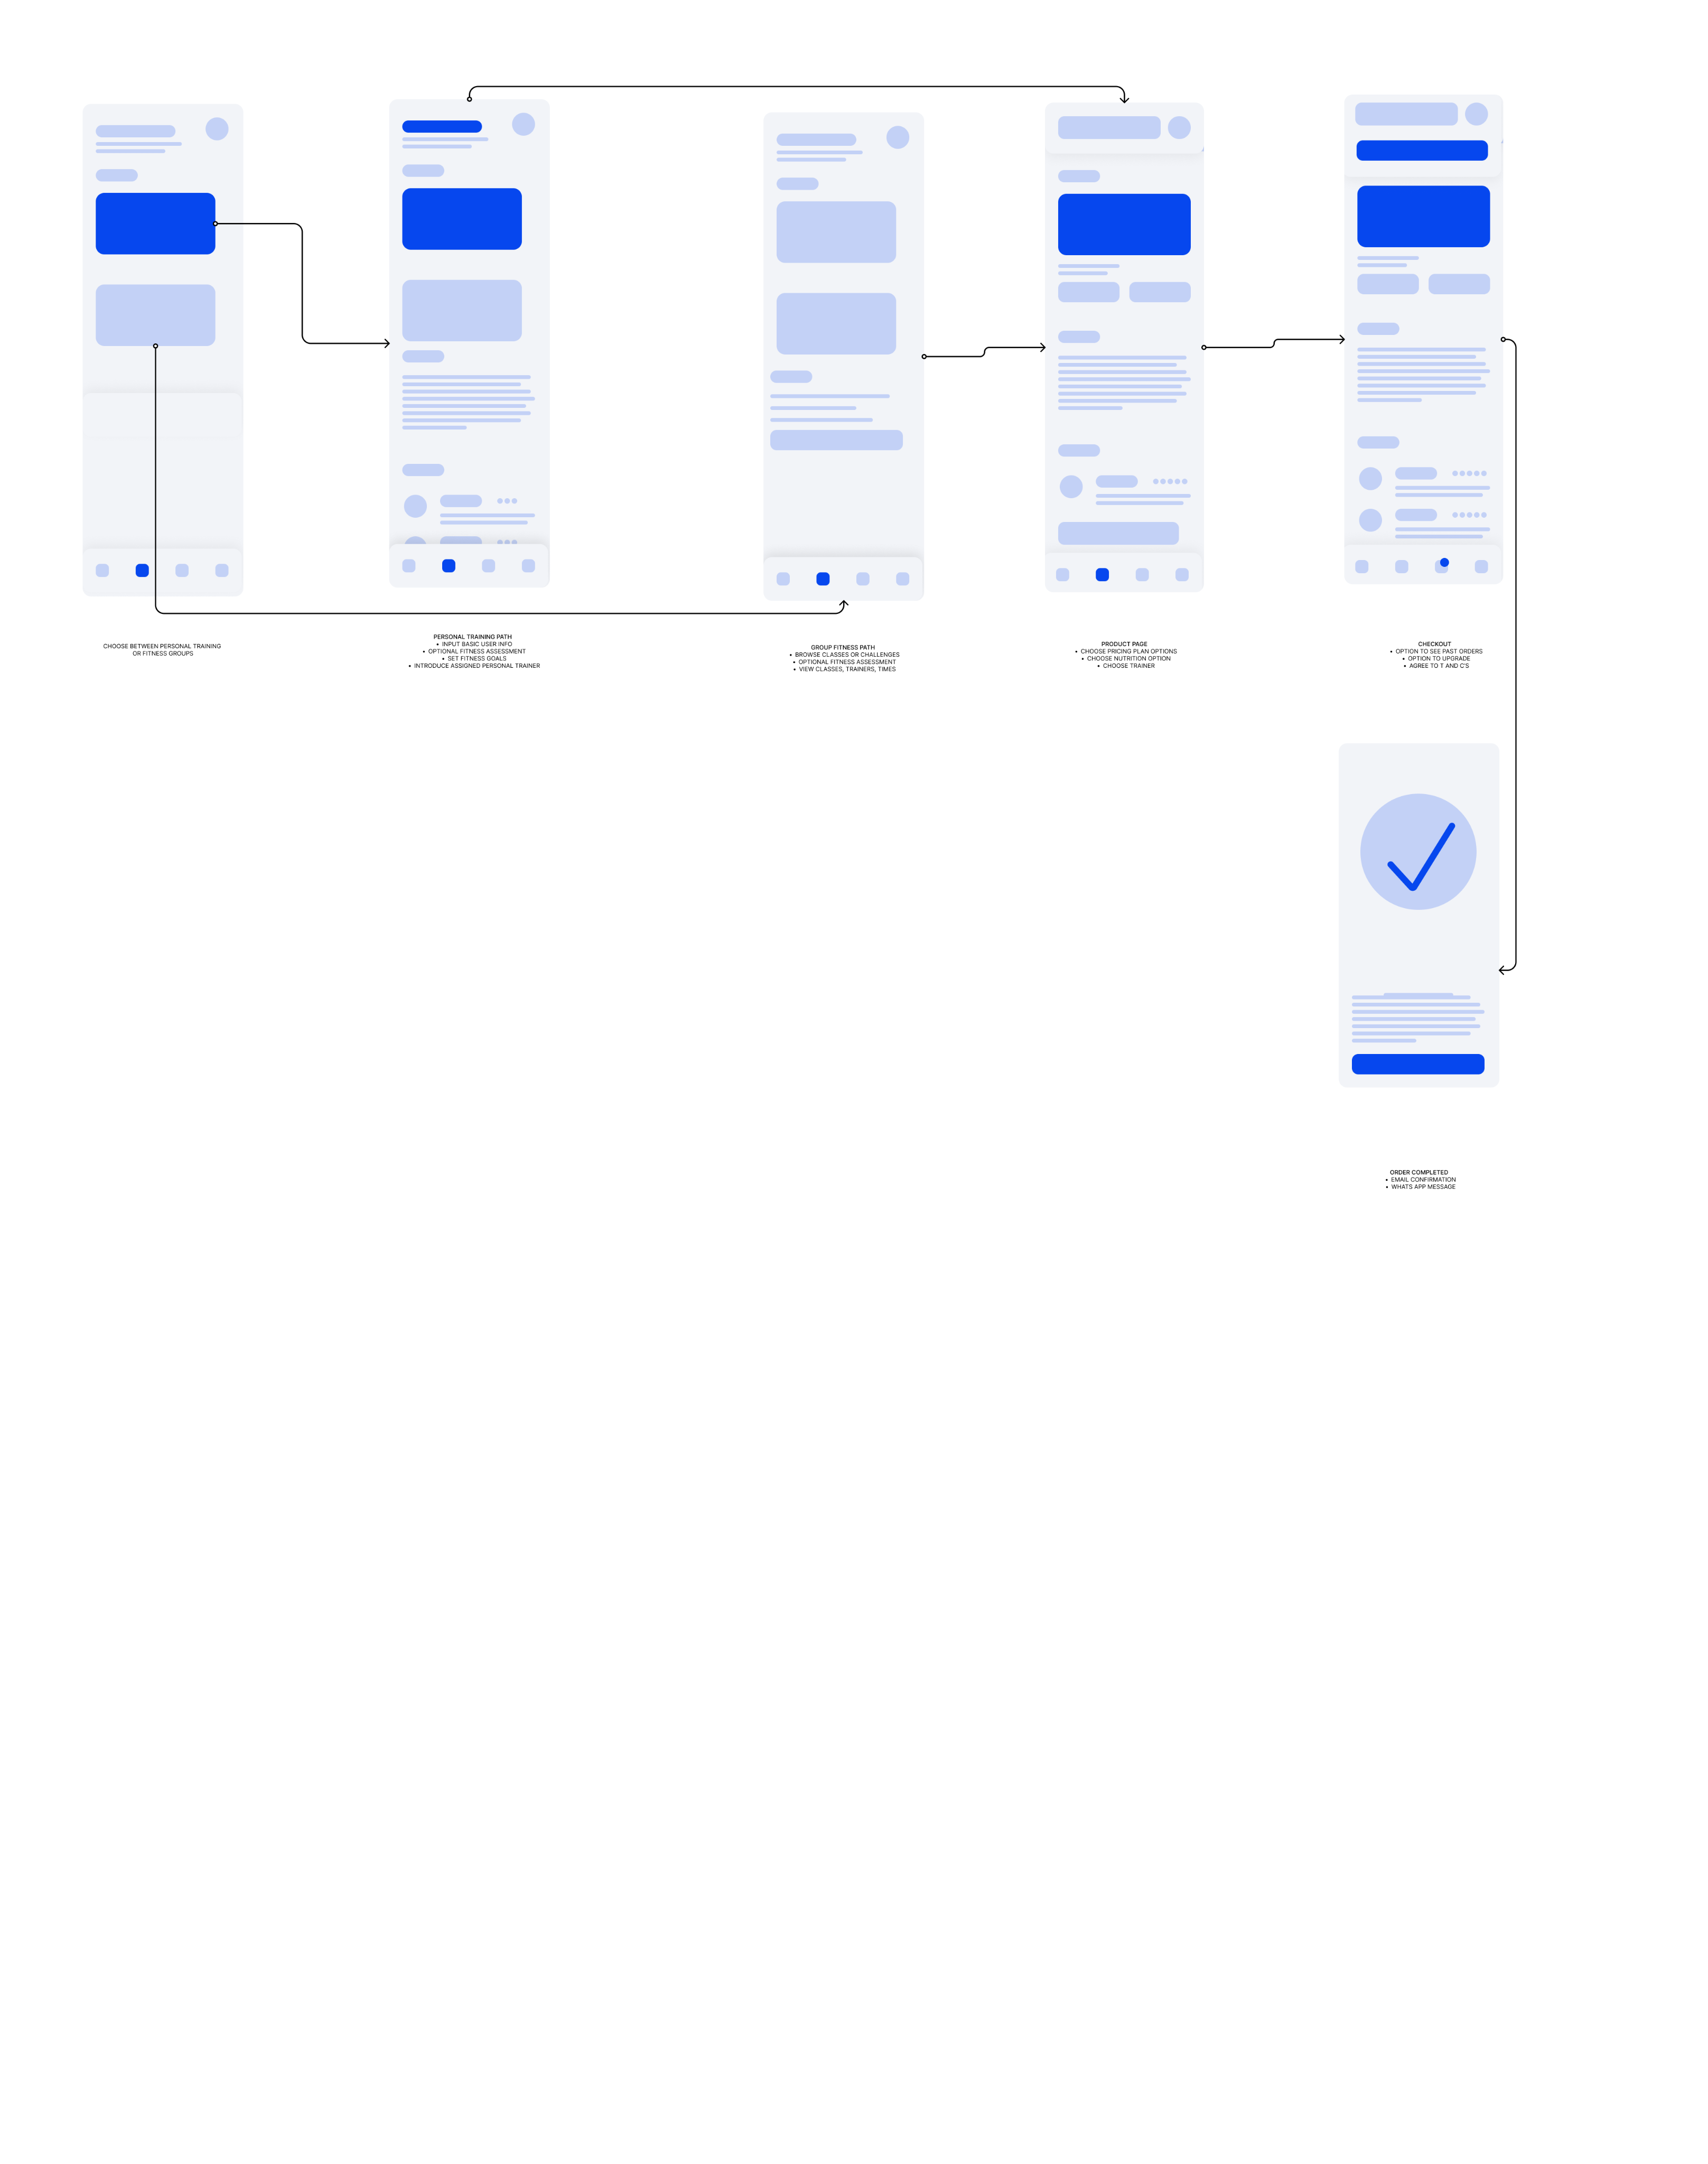 CHOOSE BETWEEN PERSONAL TRAINING
OR FITNESS GROUPS
PERSONAL TRAINING PATH
• INPUT BASIC USER INFO
• OPTIONAL FITNESS ASSESSMENT
• SET FITNESS GOALS
• INTRODUCE ASSIGNED PERSONAL TRAINER
GROUP FITNESS PATH
• BROWSE CLASSES OR CHALLENGES
• OPTIONAL FITNESS ASSESSMENT
• VIEW CLASSES, TRAINERS, TIMES
PRODUCT PAGE
• CHOOSE PRICING PLAN OPTIONS
• CHOOSE NUTRITION OPTION
• CHOOSE TRAINER
CHECKOUT
• OPTION TO SEE PAST ORDERS
• OPTION TO UPGRADE
• AGREE TO T AND C'S
ORDER COMPLETED
• EMAIL CONFIRMATION
• WHATS APP MESSAGE